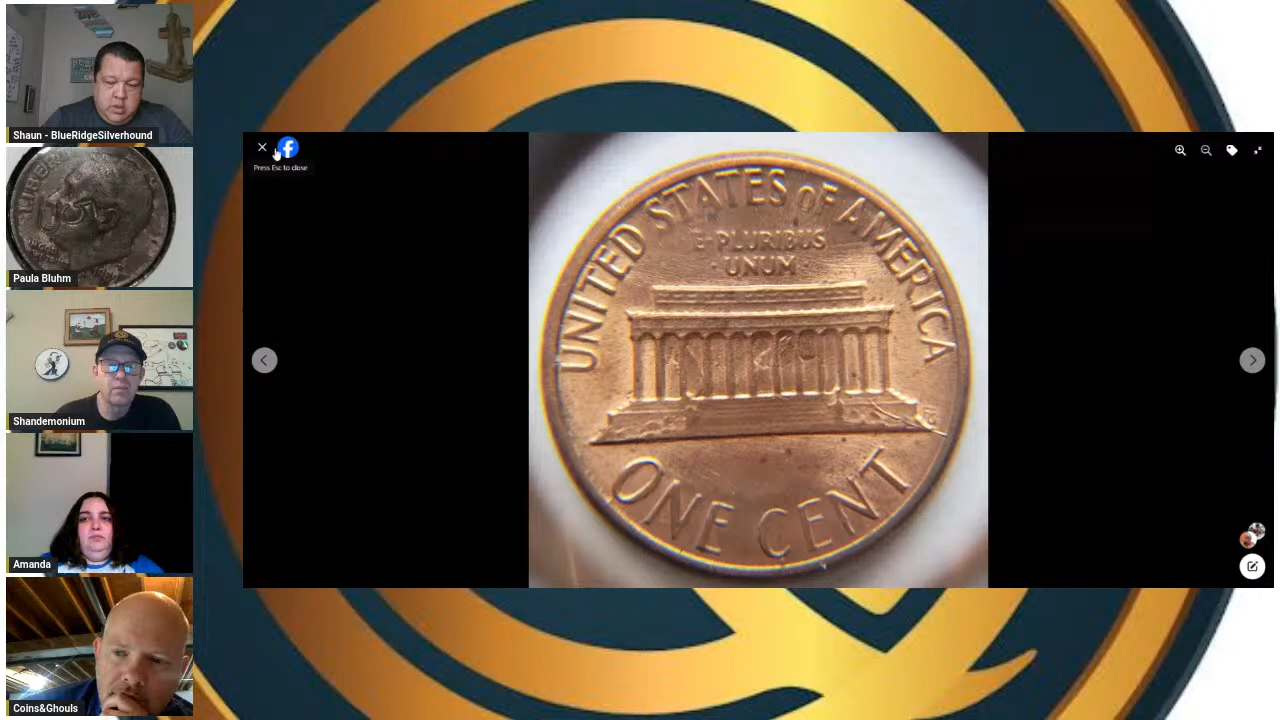 Shaun - BlueRidgeSilverhound
LIBE
Paula Bluhm
Shandemonium
Amanda
Coins&Ghouls
Press Esc to close
UNITED STATES OF AMERICA
E PLURIBUS
UNUM
ONE CENT